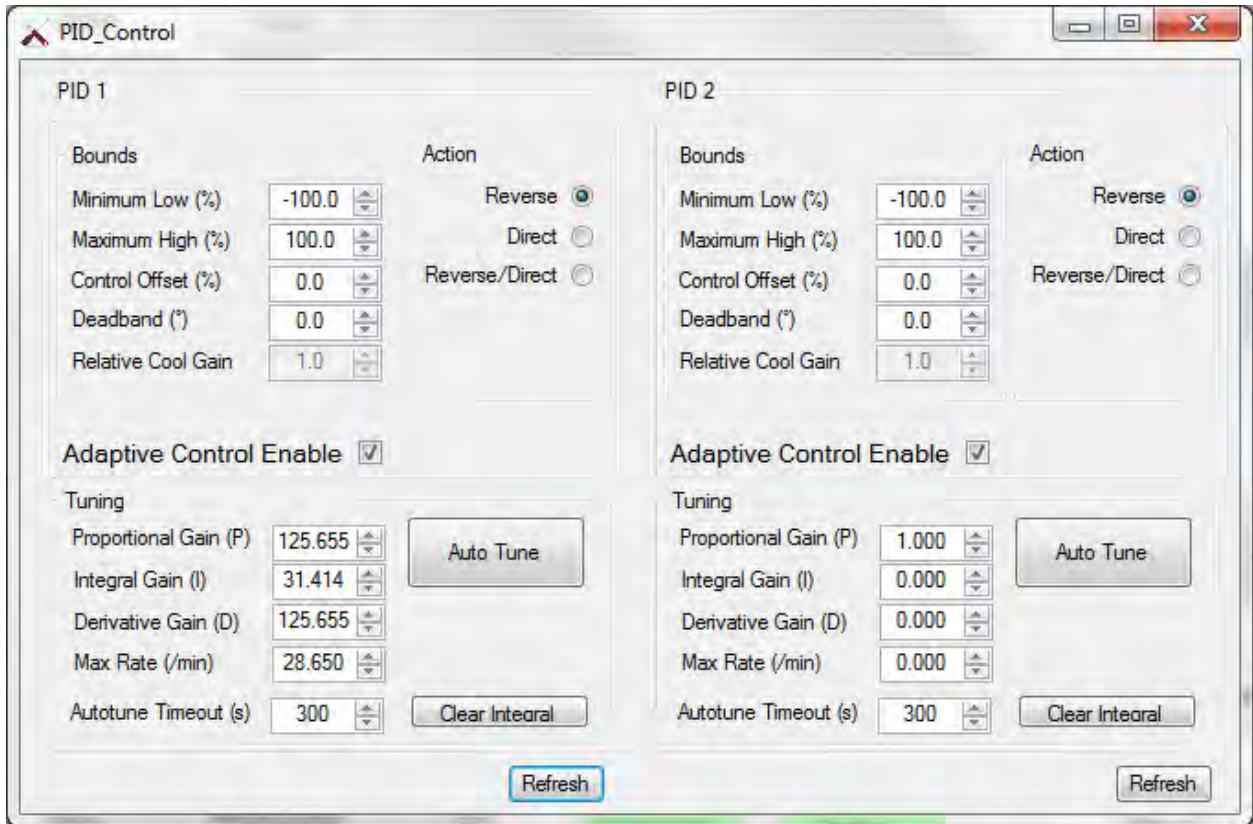 PID_Control
PID 1
Bounds
Action
Minimum Low (%) -100.0
Reverse
Maximum High (%) 100.0
Direct
Control Offset (%) 0.0
Reverse/Direct
Deadband (°) 0.0
Relative Cool Gain 1.0
Adaptive Control Enable
Tuning
Proportional Gain (P) 125.655
Auto Tune
Integral Gain (I) 31.414
Derivative Gain (D) 125.655
Max Rate (/min) 28.650
Autotune Timeout (s) 300
Clear Integral
Refresh
PID 2
Bounds
Action
Minimum Low (%) -100.0
Reverse
Maximum High (%) 100.0
Direct
Control Offset (%) 0.0
Reverse/Direct
Deadband (°) 0.0
Relative Cool Gain 1.0
Adaptive Control Enable
Tuning
Proportional Gain (P) 1.000
Auto Tune
Integral Gain (I) 0.000
Derivative Gain (D) 0.000
Max Rate (/min) 0.000
Autotune Timeout (s) 300
Clear Integral
Refresh